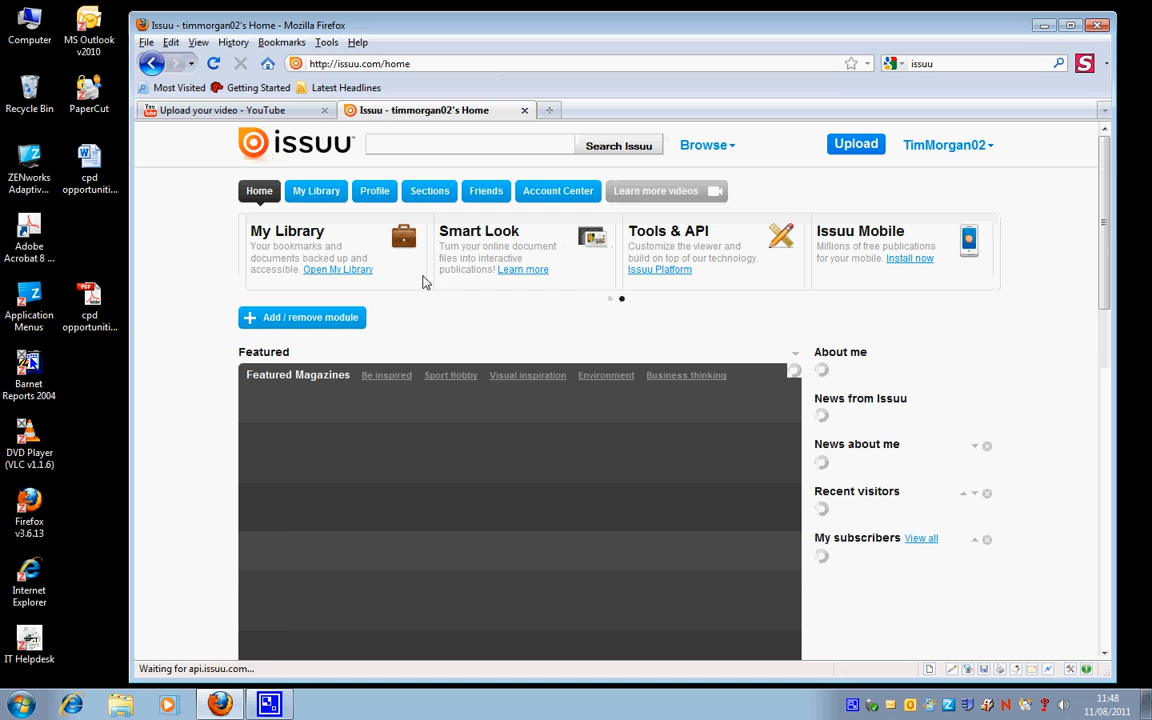 Computer
MS Outlook
v2010
Recycle Bin
PaperCut
ZENworks
Adaptiv...
cpd
opportuniti...
Adobe
Acrobat 8 ...
Application
Menus
cpd
opportuniti...
Barnet
Reports 2004
DVD Player
(VLC v1.1.6)
Firefox
v3.6.13
Internet
Explorer
IT Helpdesk
Issuu - timmorgan02's Home - Mozilla Firefox
File Edit View History Bookmarks Tools Help
http://issuu.com/home
issuu
Most Visited Getting Started Latest Headlines
Upload your video - YouTube
Issuu - timmorgan02's Home
issuu
Search Issuu
Browse
Upload
TimMorgan02
Home My Library Profile Sections Friends Account Center Learn more videos
My Library
Your bookmarks and
documents backed up and
accessible. Open My Library
Smart Look
Turn your online document
files into interactive
publications! Learn more
Tools & API
Customize the viewer and
build on top of our technology.
Issuu Platform
Issuu Mobile
Millions of free publications
for your mobile. Install now
Add / remove module
Featured
Featured Magazines Be inspired Sport Hobby Visual inspiration Environment Business thinking
About me
News from Issuu
News about me
Recent visitors
My subscribers View all
Waiting for api.issuu.com...
11:48
11/08/2011